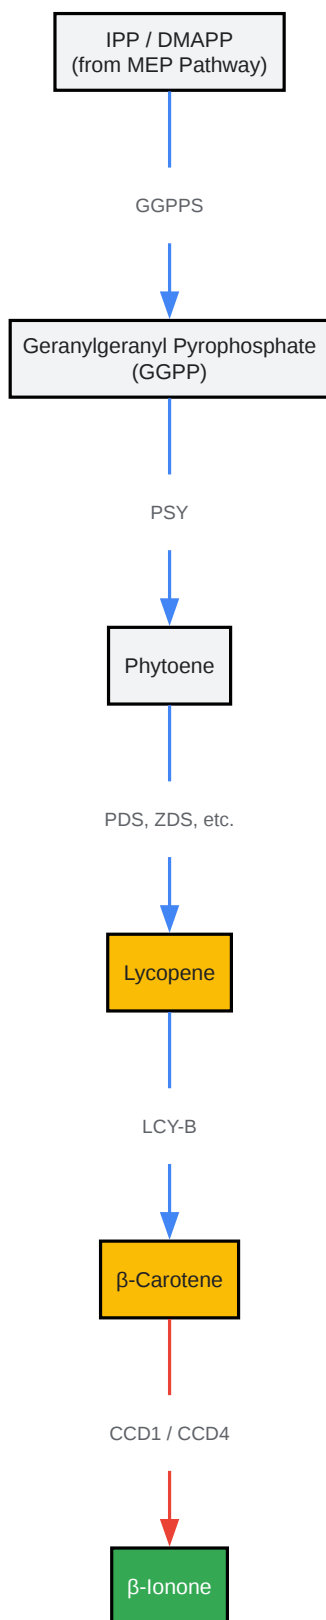 IPP / DMAPP
(from MEP Pathway)
GGPPS
Geranylgeranyl Pyrophosphate
(GGPP)
PSY
Phytoene
PDS, ZDS, etc.
Lycopene
LCY-B
β-Carotene
CCD1 / CCD4
β-Ionone